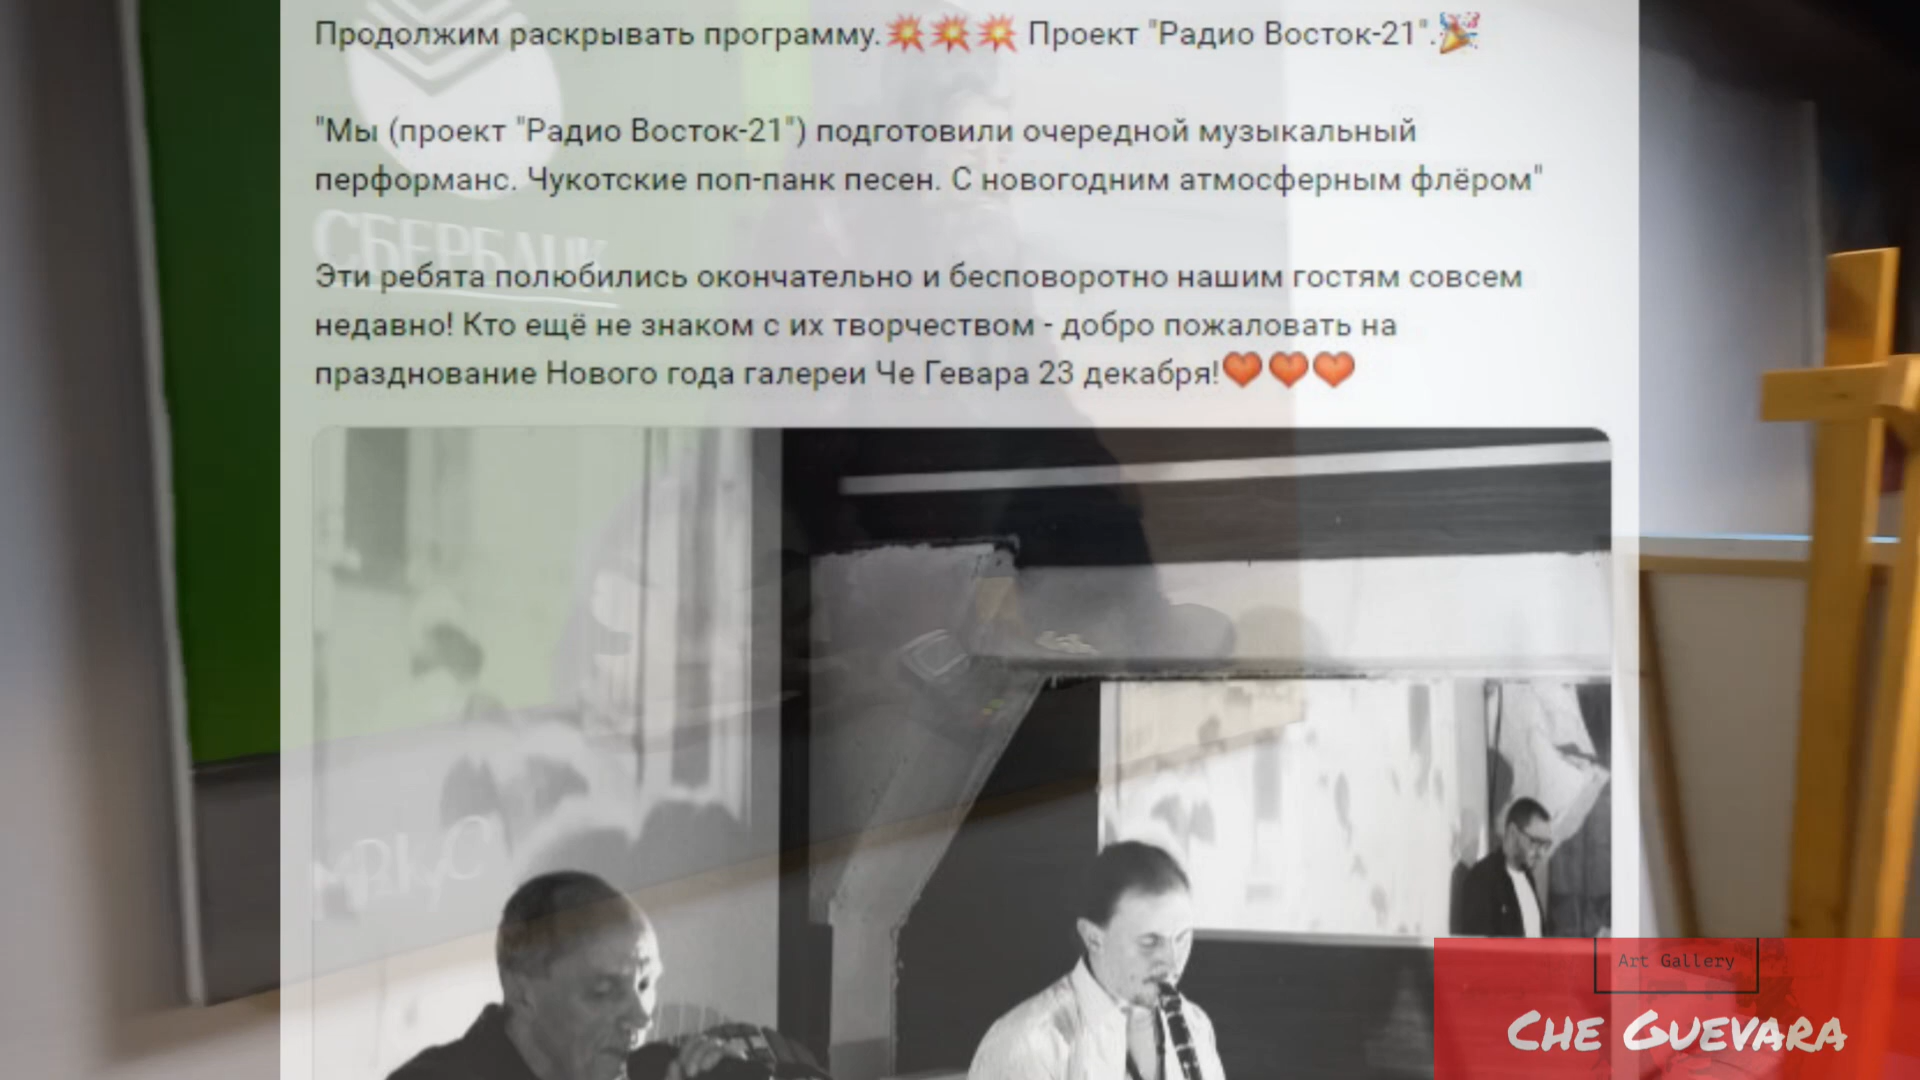 Продолжим раскрывать программу.💥💥💥 Проект "Радио Восток-21".🎉
"Мы (проект "Радио Восток-21") подготовили очередной музыкальный
перформанс. Чукотские поп-панк песен. С новогодним атмосферным флёром"
СБЕРБАНК
Эти ребята полюбились окончательно и бесповоротно нашим гостям совсем
недавно! Кто ещё не знаком с их творчеством - добро пожаловать на
празднование Нового года галереи Че Гевара 23 декабря!❤️❤️❤️
Art Gallery
CHE GUEVARA